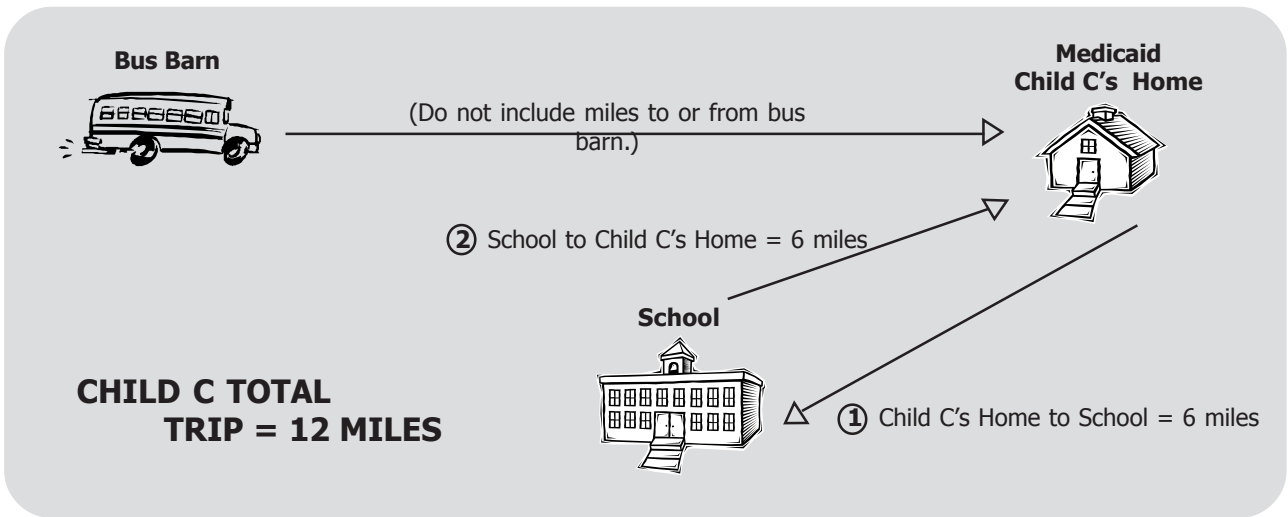 Bus Barn
Medicaid
Child C's Home
(Do not include miles to or from bus
barn.)
② School to Child C's Home = 6 miles
School
CHILD C TOTAL
TRIP = 12 MILES
① Child C's Home to School = 6 miles